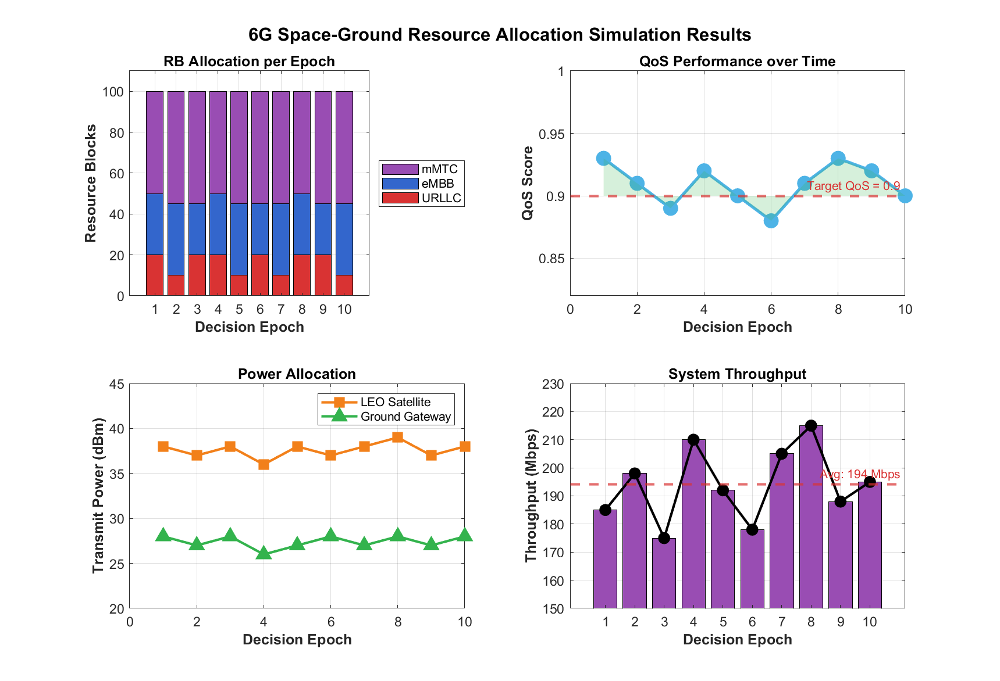 6G Space-Ground Resource Allocation Simulation Results
RB Allocation per Epoch
Resource Blocks
100
80
60
40
20
0
1 2 3 4 5 6 7 8 9 10
Decision Epoch
mMTC
eMBB
URLLC
QoS Performance over Time
QoS Score
1
0.95
0.9
0.85
Target QoS = 0.9
0 2 4 6 8 10
Decision Epoch
Power Allocation
Transmit Power (dBm)
45
40
35
30
25
20
LEO Satellite
Ground Gateway
0 2 4 6 8 10
Decision Epoch
System Throughput
Throughput (Mbps)
230
220
210
200
190
180
170
160
150
Avg: 194 Mbps
1 2 3 4 5 6 7 8 9 10
Decision Epoch